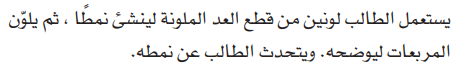 يستعمل الطالب لونين من قطع العد الملونة لينشئ نمطًا ، ثم يلوّن
المربعات ليوضحه. ويتحدث الطالب عن نمطه.